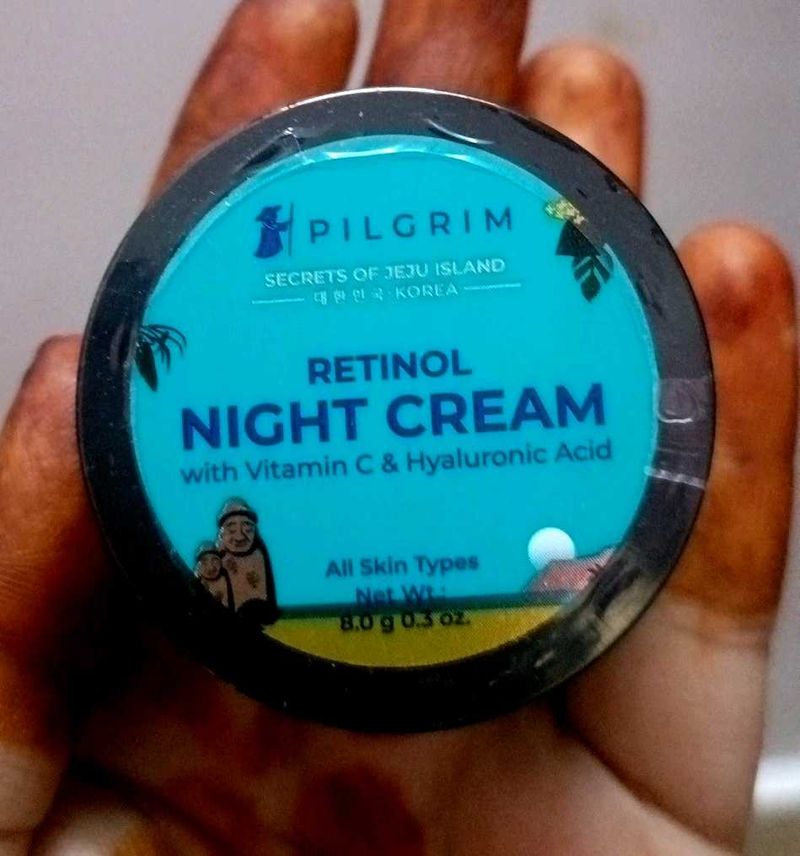 PILGRIM
SECRETS OF JEJU ISLAND
대한민국·KOREA
RETINOL
NIGHT CREAM
with Vitamin C & Hyaluronic Acid
All Skin Types
Net Wt.:
8.0 g 0.3 oz.